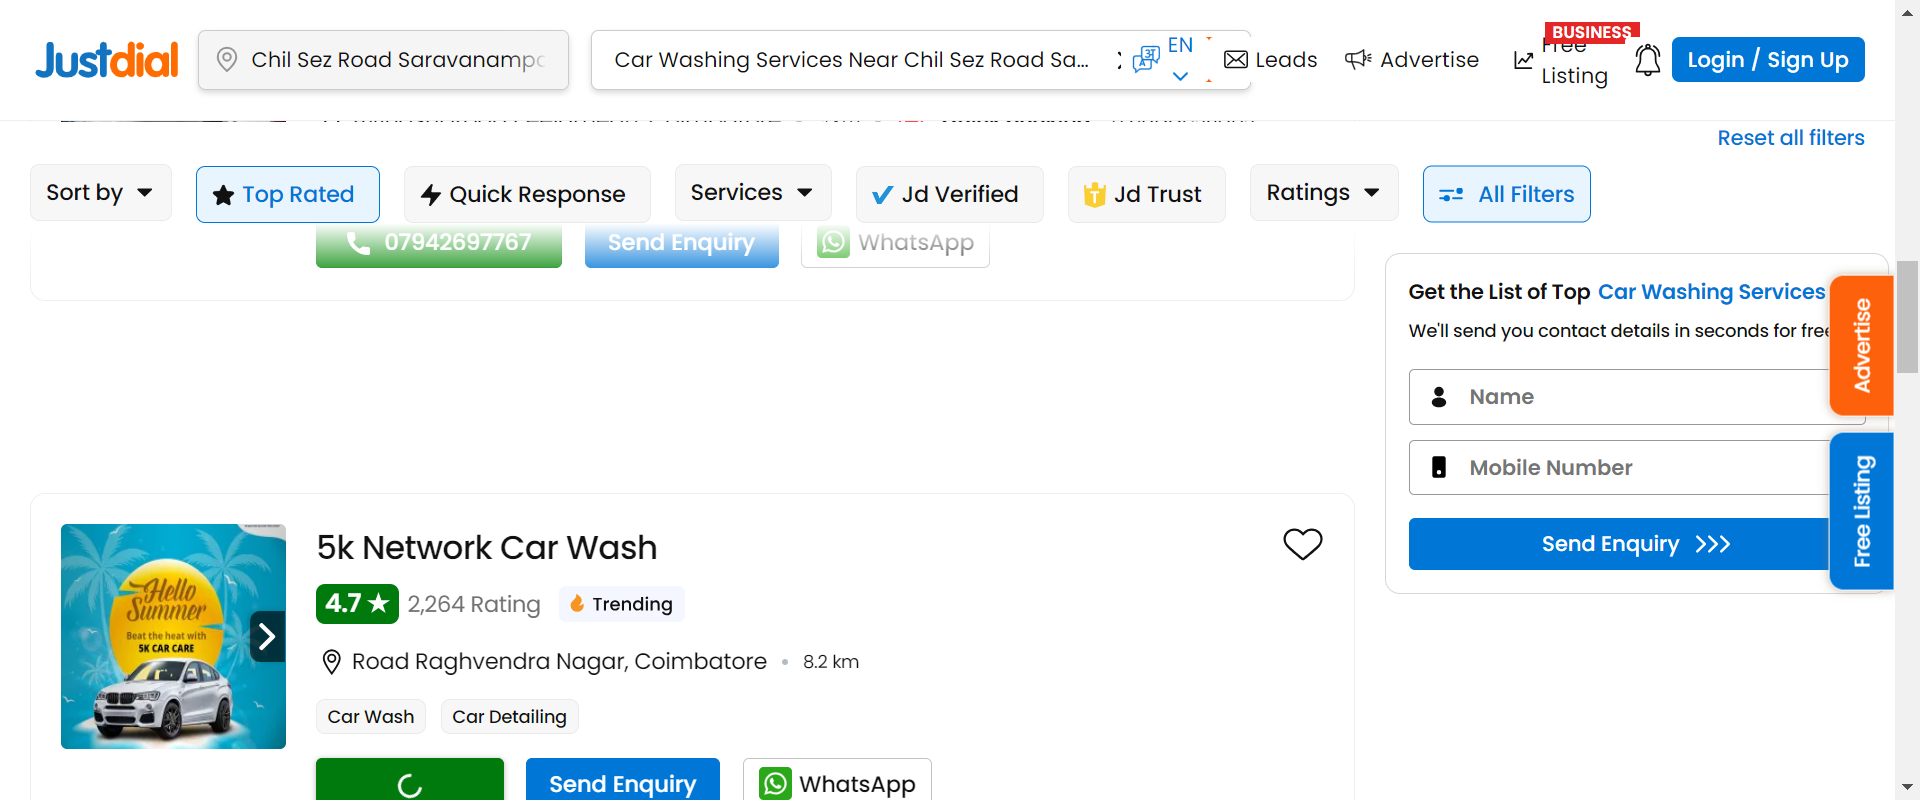 Justdial
Chil Sez Road Saravanampc
Car Washing Services Near Chil Sez Road Sa...
EN
Leads
Advertise
BUSINESS
Free
Listing
Login / Sign Up
Reset all filters
Sort by
Top Rated
Quick Response
Services
Jd Verified
Jd Trust
Ratings
All Filters
07942697767
Send Enquiry
WhatsApp
Get the List of Top Car Washing Services
We'll send you contact details in seconds for free
Name
Mobile Number
Send Enquiry
Advertise
Free Listing
5k Network Car Wash
4.7 ★ 2,264 Rating
Trending
Road Raghvendra Nagar, Coimbatore • 8.2 km
Car Wash
Car Detailing
Send Enquiry
WhatsApp
Hello
Summer
Beat the heat with
5K CAR CARE